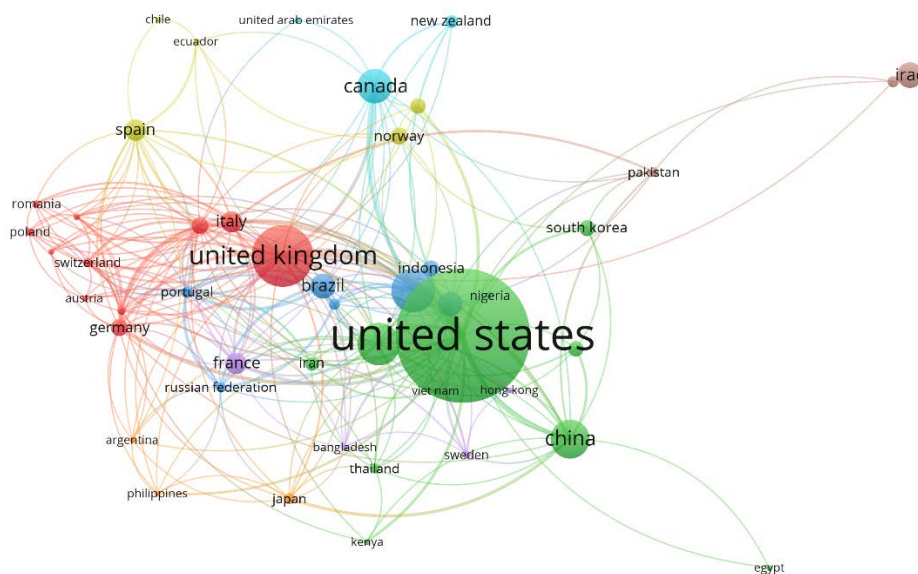 chile
united arab emirates
new zealand
ecuador
canada
iraq
spain
norway
pakistan
romania
italy
south korea
poland
united kingdom
switzerland
indonesia
brazil
portugal
nigeria
austria
germany
united states
france
iran
russian federation
viet nam
hong kong
argentina
bangladesh
china
sweden
thailand
philippines
japan
kenya
egypt